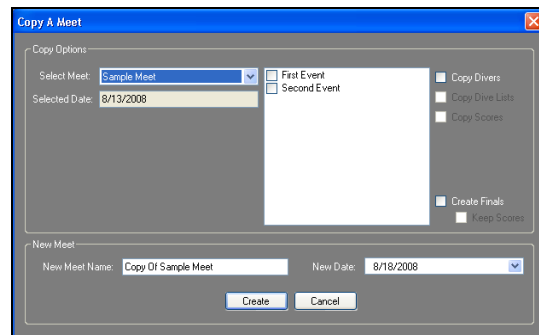 Copy A Meet
Copy Options
Select Meet: Sample Meet
Selected Date: 8/13/2008
First Event
Second Event
Copy Divers
Copy Dive Lists
Copy Scores
Create Finals
Keep Scores
New Meet
New Meet Name: Copy Of Sample Meet New Date: 8/18/2008
Create Cancel